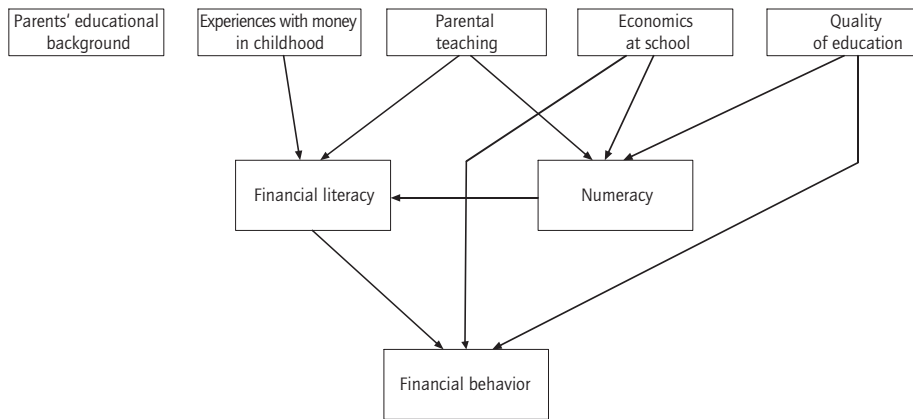 Parents’ educational
background
Experiences with money
in childhood
Parental
teaching
Economics
at school
Quality
of education
Financial literacy
Numeracy
Financial behavior